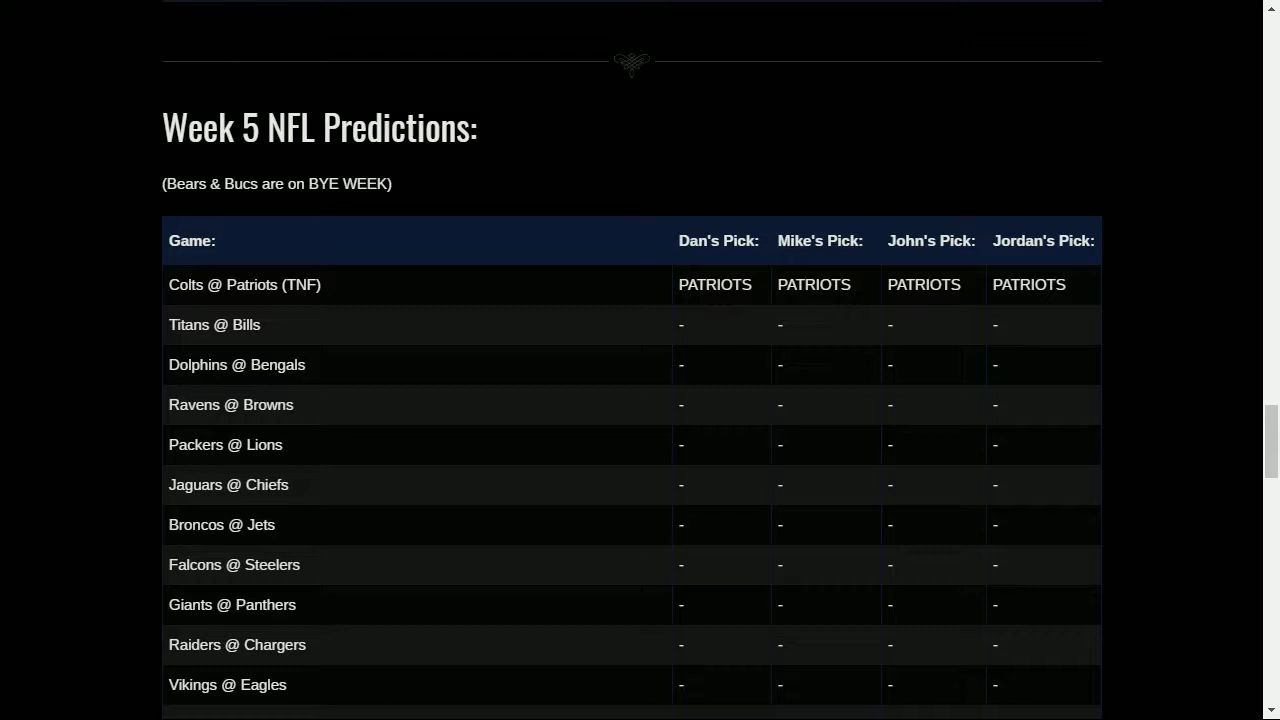 Week 5 NFL Predictions:
(Bears & Bucs are on BYE WEEK)
Game: Dan's Pick: Mike's Pick: John's Pick: Jordan's Pick:
Colts @ Patriots (TNF) PATRIOTS PATRIOTS PATRIOTS PATRIOTS
Titans @ Bills - - - -
Dolphins @ Bengals - - - -
Ravens @ Browns - - - -
Packers @ Lions - - - -
Jaguars @ Chiefs - - - -
Broncos @ Jets - - - -
Falcons @ Steelers - - - -
Giants @ Panthers - - - -
Raiders @ Chargers - - - -
Vikings @ Eagles - - - -